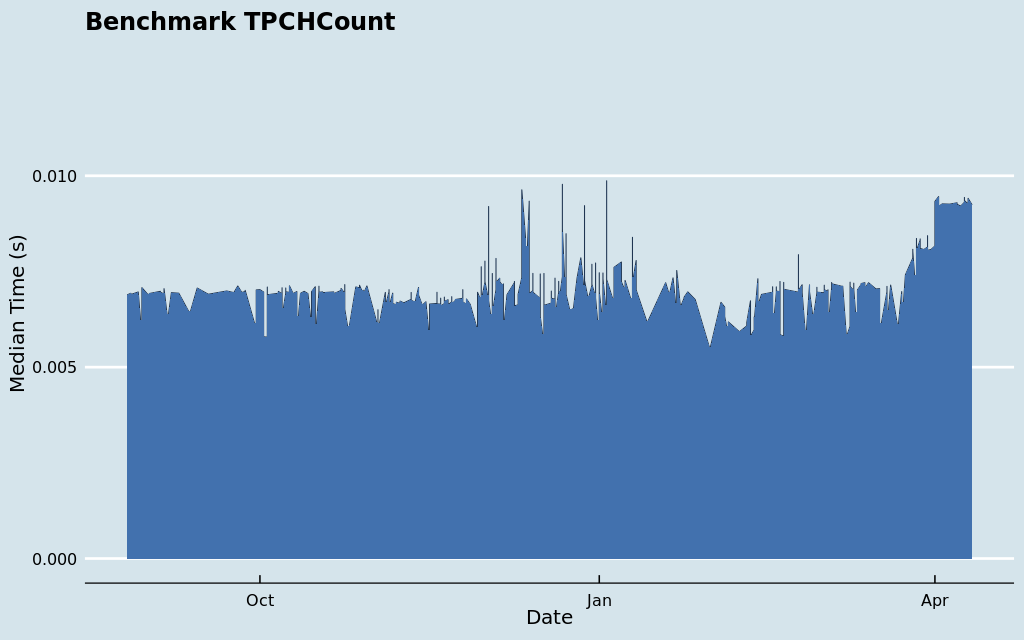 Benchmark TPCHCount
Median Time (s)
0.010
0.005
0.000
Oct
Jan
Apr
Date